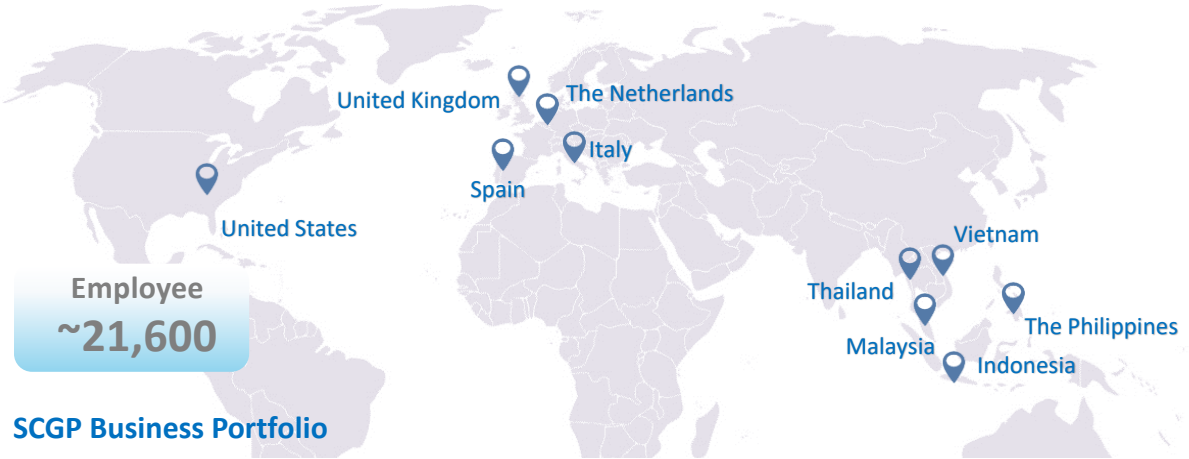 United Kingdom
The Netherlands
Italy
Spain
United States
Vietnam
Thailand
The Philippines
Malaysia
Indonesia
Employee
~21,600
SCGP Business Portfolio